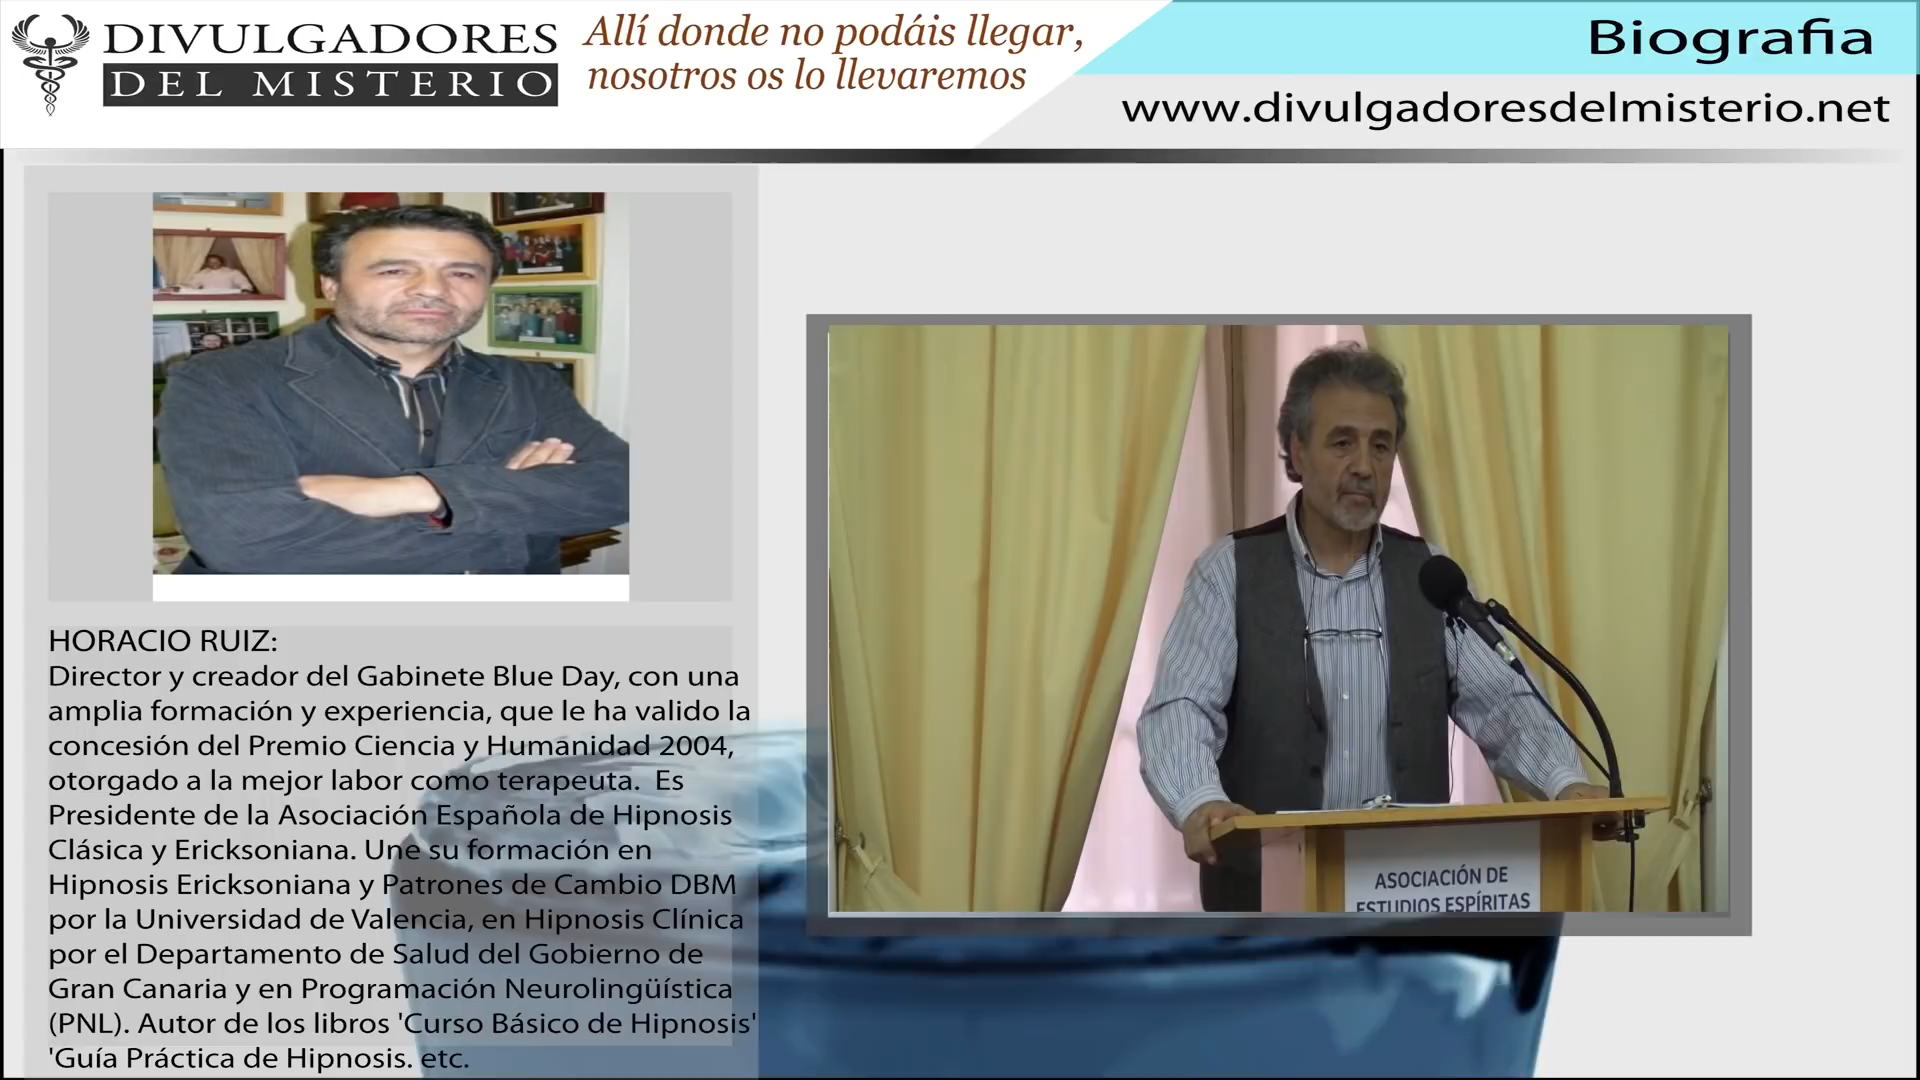 DIVULGADORES
DEL MISTERIO
Allí donde no podáis llegar,
nosotros os lo llevaremos
Biografia
www.divulgadoresdelmisterio.net
HORACIO RUIZ:
Director y creador del Gabinete Blue Day, con una
amplia formación y experiencia, que le ha valido la
concesión del Premio Ciencia y Humanidad 2004,
otorgado a la mejor labor como terapeuta.  Es
Presidente de la Asociación Española de Hipnosis
Clásica y Ericksoniana. Une su formación en
Hipnosis Ericksoniana y Patrones de Cambio DBM
por la Universidad de Valencia, en Hipnosis Clínica
por el Departamento de Salud del Gobierno de
Gran Canaria y en Programación Neurolingüística
(PNL). Autor de los libros 'Curso Básico de Hipnosis'
'Guía Práctica de Hipnosis. etc.
ASOCIACIÓN DE
ESTUDIOS ESPÍRITAS